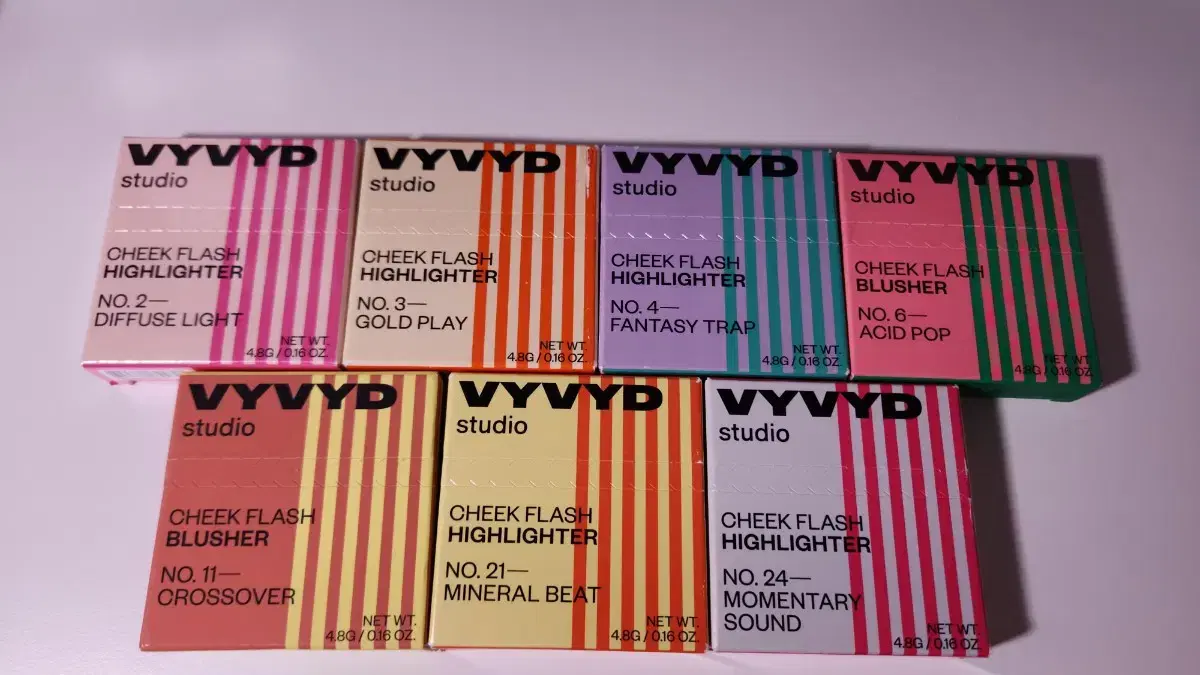 VYVYD
studio
CHEEK FLASH
HIGHLIGHTER
NO. 2—
DIFFUSE LIGHT
NET WT.
4.8G / 0.16 OZ.
VYVYD
studio
CHEEK FLASH
HIGHLIGHTER
NO. 3—
GOLD PLAY
NET WT.
4.8G / 0.16 OZ.
VYVYD
studio
CHEEK FLASH
HIGHLIGHTER
NO. 4—
FANTASY TRAP
NET WT.
4.8G / 0.16 OZ.
VYVYD
studio
CHEEK FLASH
BLUSHER
NO. 6—
ACID POP
NET WT.
4.8G / 0.16 OZ.
VYVYD
studio
CHEEK FLASH
BLUSHER
NO. 11—
CROSSOVER
NET WT.
4.8G / 0.16 OZ.
VYVYD
studio
CHEEK FLASH
HIGHLIGHTER
NO. 21—
MINERAL BEAT
NET WT.
4.8G / 0.16 OZ.
VYVYD
studio
CHEEK FLASH
HIGHLIGHTER
NO. 24—
MOMENTARY
SOUND
NET WT.
4.8G / 0.16 OZ.